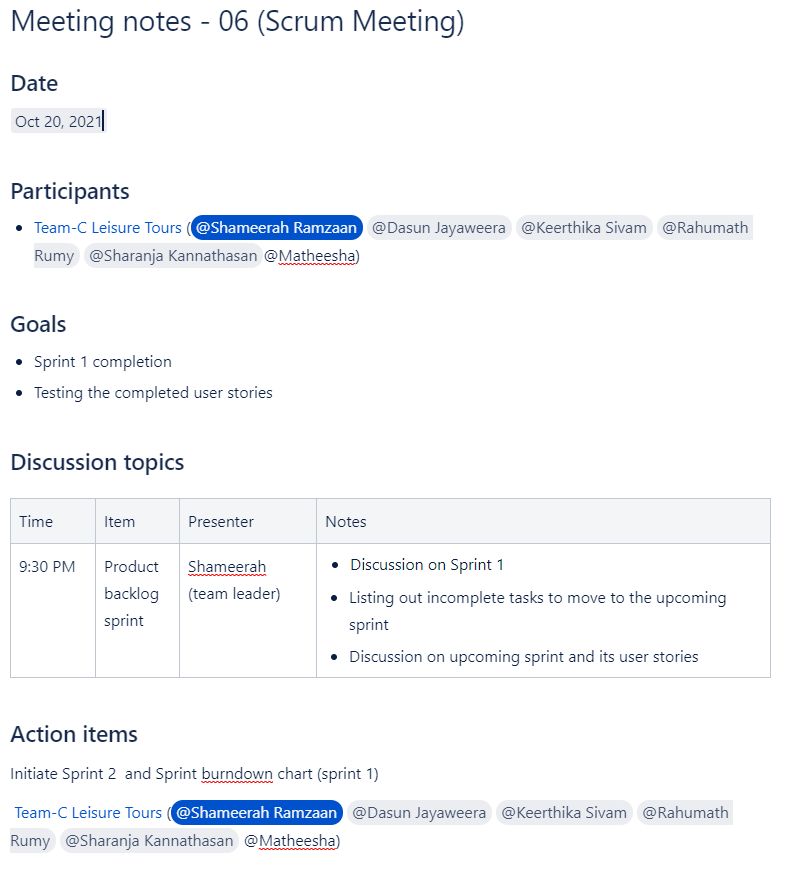 Meeting notes - 06 (Scrum Meeting)
Date
Oct 20, 2021
Participants
Team-C Leisure Tours (@Shameerah Ramzaan @Dasun Jayaweera @Keerthika Sivam @Rahumath
Rumy @Sharanja Kannathasan @Matheesha)
Goals
Sprint 1 completion
Testing the completed user stories
Discussion topics
Time Item Presenter Notes
9:30 PM
Product
backlog
sprint
Shameerah
(team leader)
Discussion on Sprint 1
Listing out incomplete tasks to move to the upcoming
sprint
Discussion on upcoming sprint and its user stories
Action items
Initiate Sprint 2 and Sprint burndown chart (sprint 1)
Team-C Leisure Tours (@Shameerah Ramzaan @Dasun Jayaweera @Keerthika Sivam @Rahumath
Rumy @Sharanja Kannathasan @Matheesha)